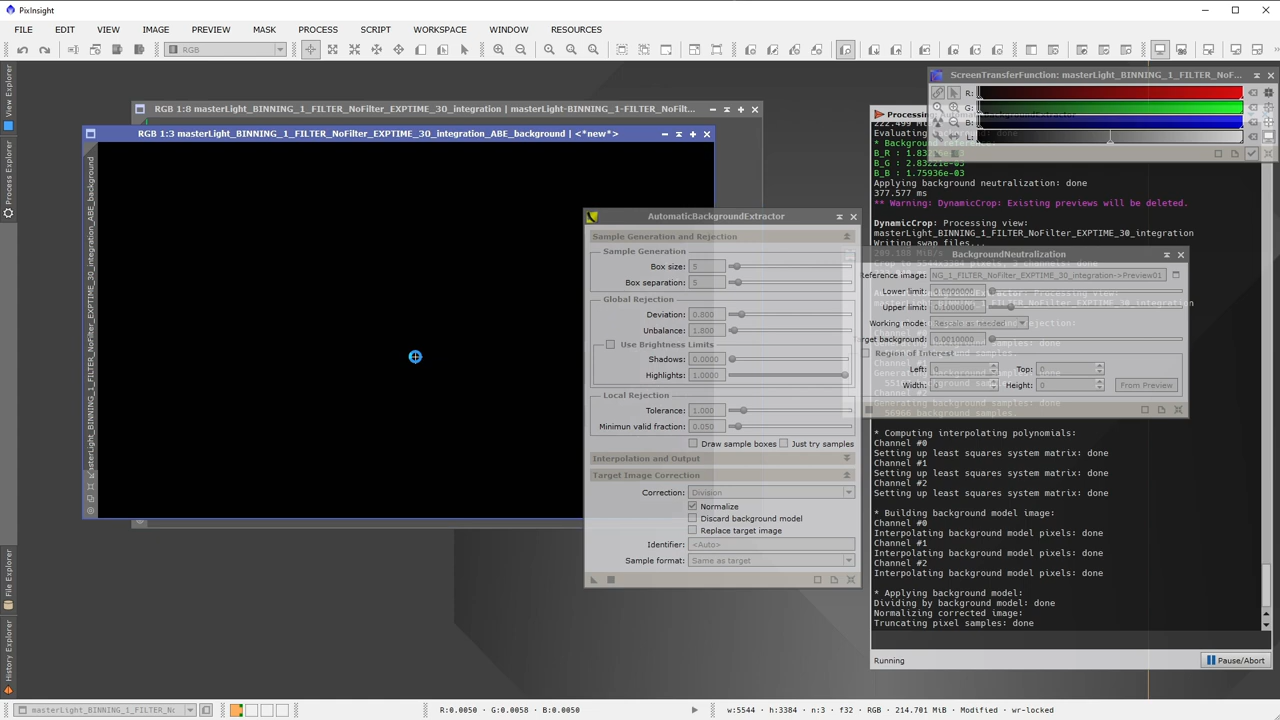 PixInsight
FILE EDIT VIEW IMAGE PREVIEW MASK PROCESS SCRIPT WORKSPACE WINDOW RESOURCES
RGB
View Explorer
Process Explorer
File Explorer
History Explorer
RGB 1:8 masterLight_BINNING_1_FILTER_NoFilter_EXPTIME_30_integration | masterLight-BINNING-1-FILTER-NoFilt...
RGB 1:3 masterLight_BINNING_1_FILTER_NoFilter_EXPTIME_30_integration_ABE_background | <*new*>
asterLight_BINNING_1_FILTER_NoFilter_EXPTIME_30_integration_ABE_background
AutomaticBackgroundExtractor
Sample Generation and Rejection
Sample Generation
Box size: 5
Box separation: 5
Global Rejection
Deviation: 0.800
Unbalance: 1.800
Use Brightness Limits
Shadows: 0.0000
Highlights: 1.0000
Local Rejection
Tolerance: 1.000
Minimun valid fraction: 0.050
Draw sample boxes Just try samples
Interpolation and Output
Target Image Correction
Correction: Division
Normalize
Discard background model
Replace target image
Identifier: <Auto>
Sample format: Same as target
ScreenTransferFunction: masterLight_BINNING_1_FILTER_NoF...
R:
G:
B:
L:
BackgroundNeutralization
Reference image: NG_1_FILTER_NoFilter_EXPTIME_30_integration->Preview01
Lower limit: 0.0000000
Upper limit: 0.1000000
Working mode: Rescale as needed
Target background: 0.0010000
Region of Interest
Left: 0 Top: 0
Width: 0 Height: 0 From Preview
222.499
Evaluating background: done
* Background reference:
B_R : 1.83
B_G : 2.83221e-03
B_B : 1.75936e-03
Applying background neutralization: done
377.577 ms
** Warning: DynamicCrop: Existing previews will be deleted.
DynamicCrop: Processing view:
masterLight_BINNING_1_FILTER_NoFilter_EXPTIME_30_integration
Writing swap files...
56966 background samples.
* Computing interpolating polynomials:
Channel #0
Setting up least squares system matrix: done
Channel #1
Setting up least squares system matrix: done
Channel #2
Setting up least squares system matrix: done
* Building background model image:
Channel #0
Interpolating background model pixels: done
Channel #1
Interpolating background model pixels: done
Channel #2
Interpolating background model pixels: done
* Applying background model:
Dividing by background model: done
Normalizing corrected image:
Truncating pixel samples: done
Running
Pause/Abort
masterLight_BINNING_1_FILTER_Nc
R:0.0050 · G:0.0058 · B:0.0050
w:5544 · h:3384 · n:3 · f32 · RGB · 214.701 MiB · Modified · wr-locked